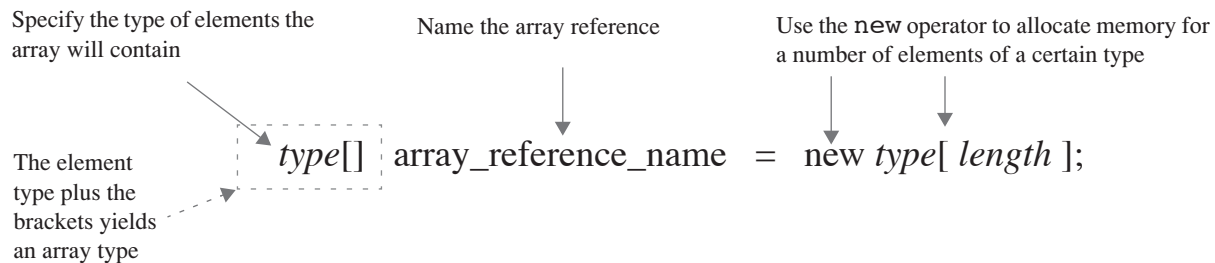 Specify the type of elements the
array will contain
Name the array reference
Use the new operator to allocate memory for
a number of elements of a certain type
type[] array_reference_name = new type[ length ];
The element
type plus the
brackets yields
an array type